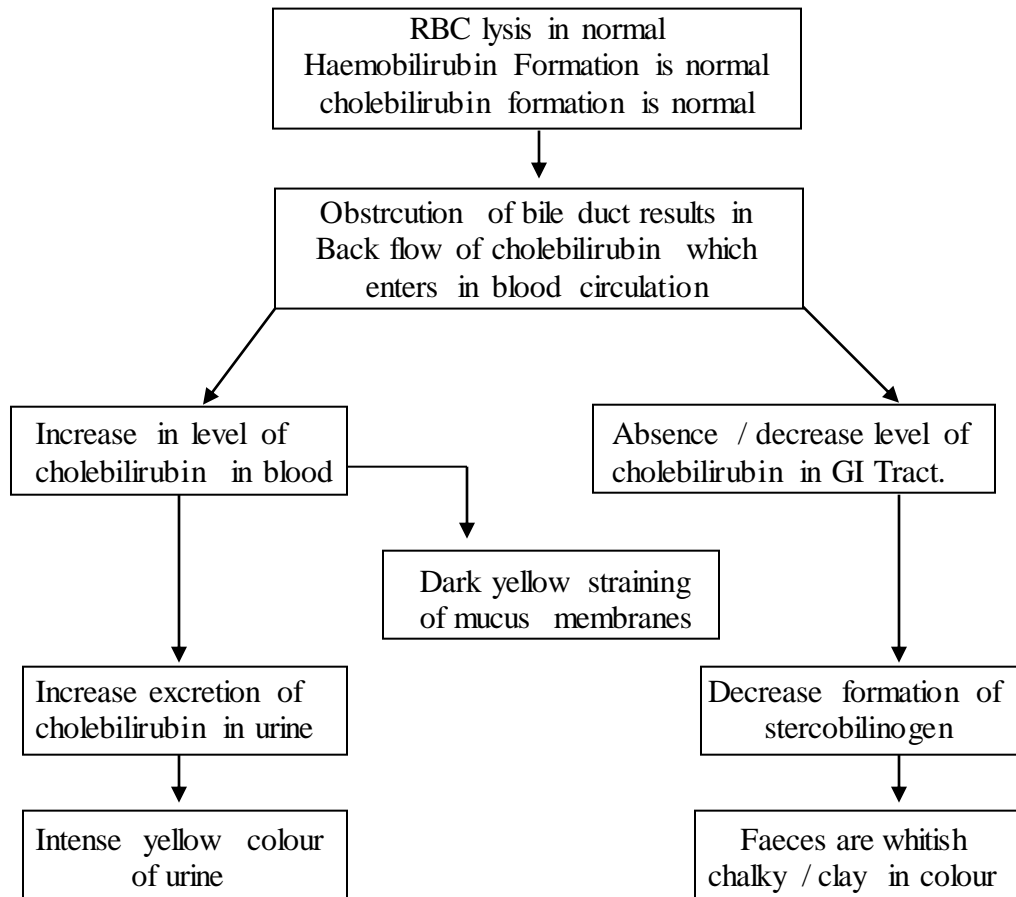 RBC lysis in normal
Haemobilirubin Formation is normal
cholebilirubin formation is normal
Obstrcution of bile duct results in
Back flow of cholebilirubin which
enters in blood circulation
Increase in level of
cholebilirubin in blood
Absence / decrease level of
cholebilirubin in GI Tract.
Dark yellow straining
of mucus membranes
Increase excretion of
cholebilirubin in urine
Decrease formation of
stercobilinogen
Intense yellow colour
of urine
Faeces are whitish
chalky / clay in colour